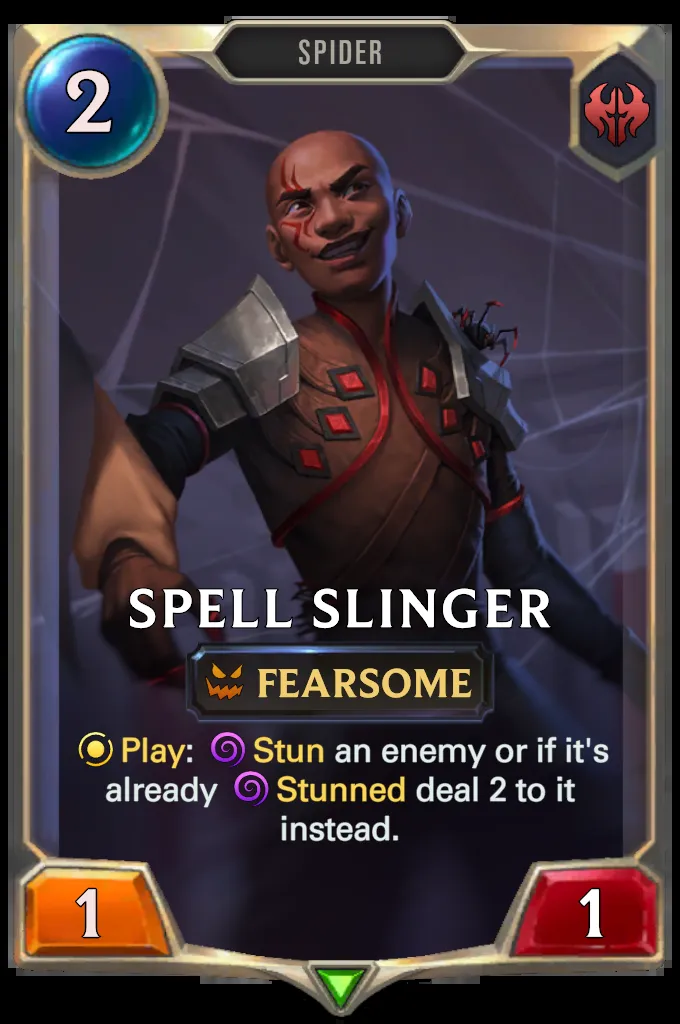 SPIDER
2
SPELL SLINGER
FEARSOME
Play: Stun an enemy or if it's
already Stunned deal 2 to it
instead.
1 1